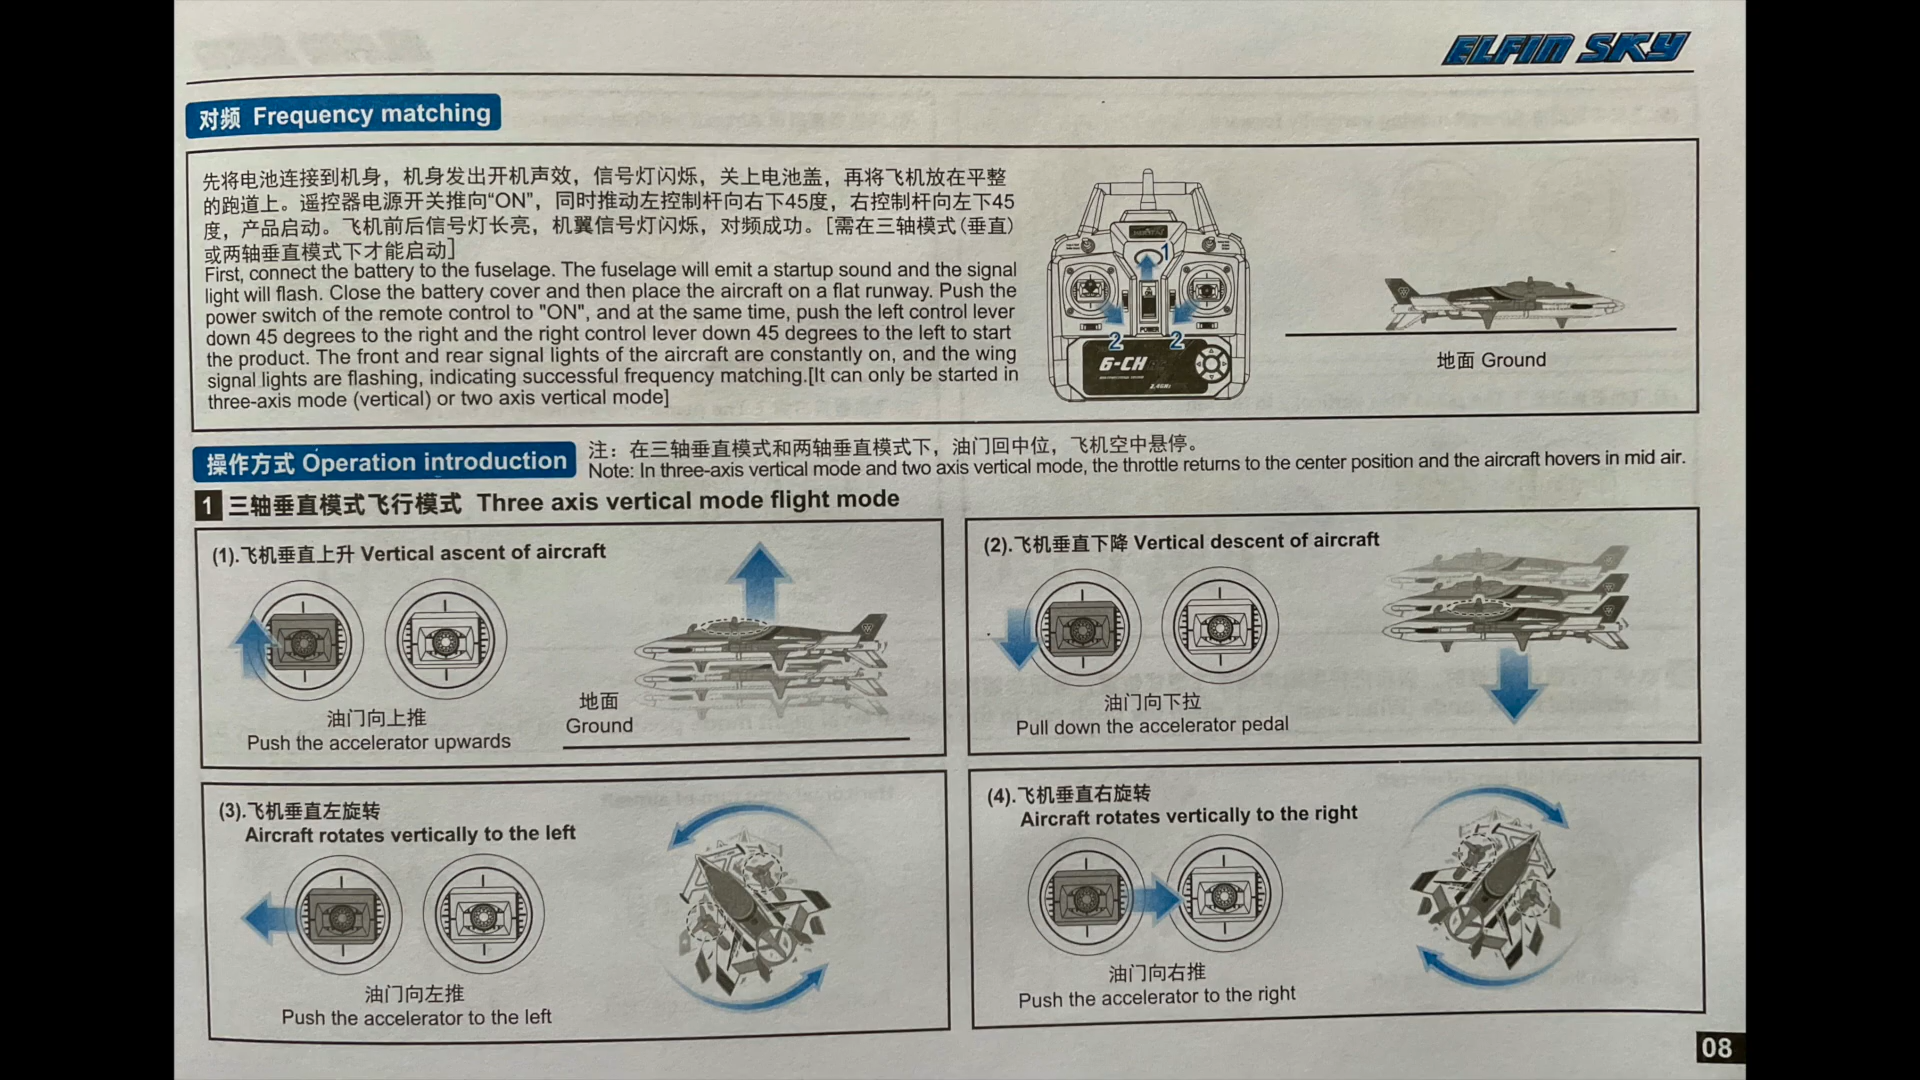 ELFIN SKY
对频 Frequency matching
先将电池连接到机身，机身发出开机声效，信号灯闪烁，关上电池盖，再将飞机放在平整
的跑道上。遥控器电源开关推向“ON”，同时推动左控制杆向右下45度，右控制杆向左下45
度，产品启动。飞机前后信号灯长亮，机翼信号灯闪烁，对频成功。[需在三轴模式(垂直)
或两轴垂直模式下才能启动]
First, connect the battery to the fuselage. The fuselage will emit a startup sound and the signal
light will flash. Close the battery cover and then place the aircraft on a flat runway. Push the
power switch of the remote control to "ON", and at the same time, push the left control lever
down 45 degrees to the right and the right control lever down 45 degrees to the left to start
the product. The front and rear signal lights of the aircraft are constantly on, and the wing
signal lights are flashing, indicating successful frequency matching.[It can only be started in
three-axis mode (vertical) or two axis vertical mode]
1
ON
POWER
2 2
6-CH
2.4GHz
地面 Ground
操作方式 Operation introduction
注：在三轴垂直模式和两轴垂直模式下，油门回中位，飞机空中悬停。
Note: In three-axis vertical mode and two axis vertical mode, the throttle returns to the center position and the aircraft hovers in mid air.
1 三轴垂直模式飞行模式 Three axis vertical mode flight mode
(1).飞机垂直上升 Vertical ascent of aircraft
油门向上推
Push the accelerator upwards
地面
Ground
(2).飞机垂直下降 Vertical descent of aircraft
油门向下拉
Pull down the accelerator pedal
(3).飞机垂直左旋转
Aircraft rotates vertically to the left
油门向左推
Push the accelerator to the left
(4).飞机垂直右旋转
Aircraft rotates vertically to the right
油门向右推
Push the accelerator to the right
08